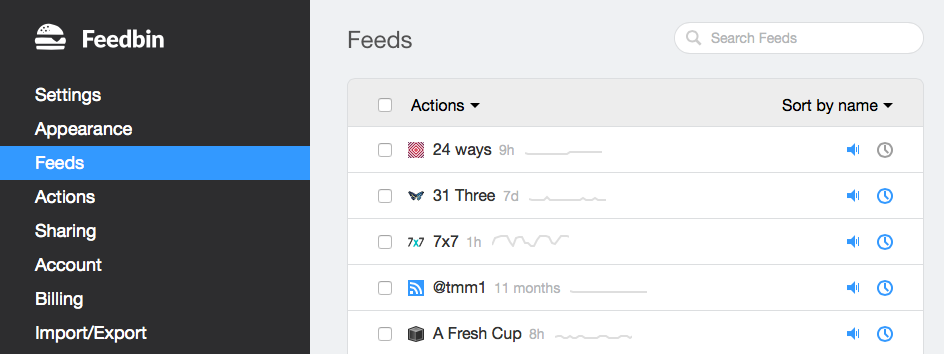 Feedbin
Settings
Appearance
Feeds
Actions
Sharing
Account
Billing
Import/Export
Feeds
Search Feeds
Actions
Sort by name
24 ways 9h
31 Three 7d
7x7 7x7 1h
@tmm1 11 months
A Fresh Cup 8h